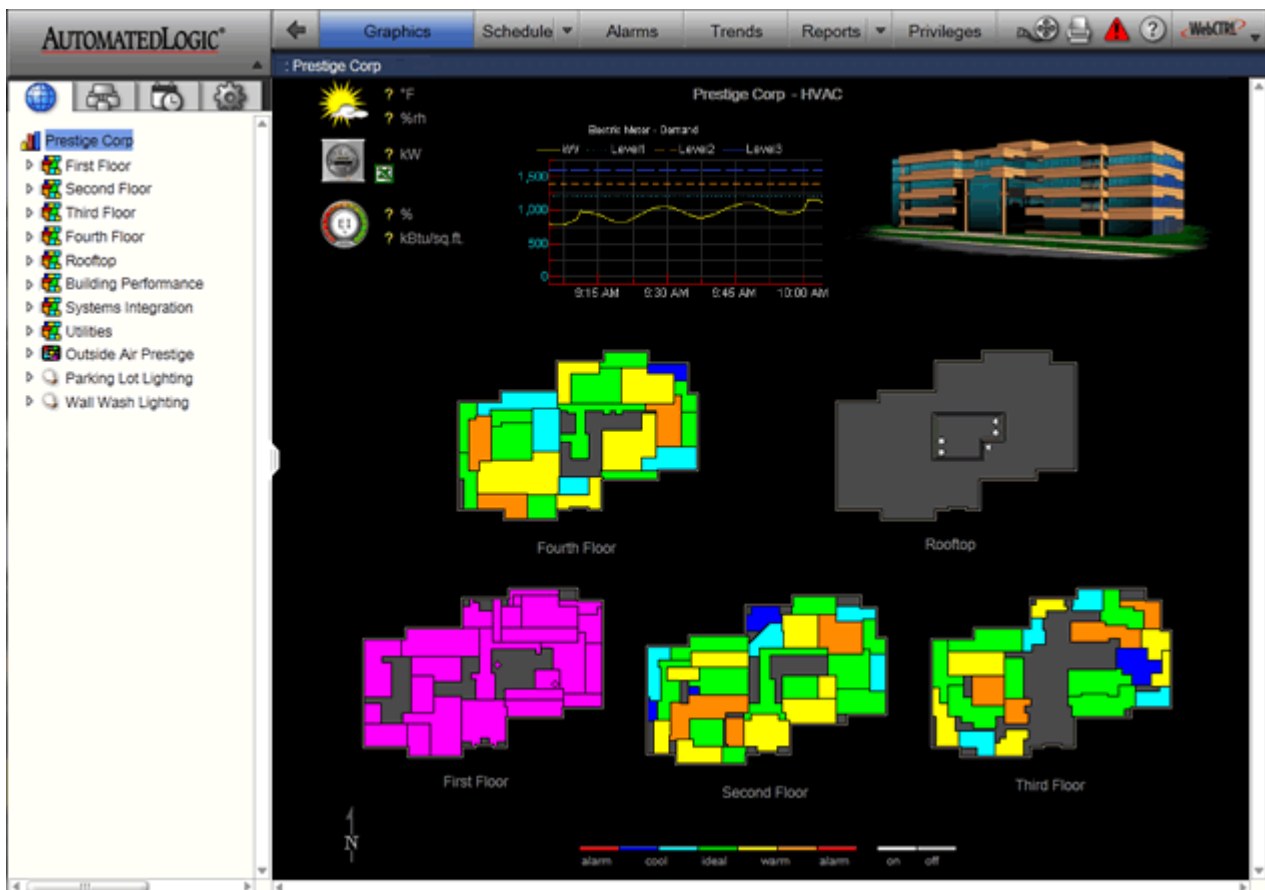 AUTOMATEDLOGIC®
Graphics
Schedule
Alarms
Trends
Reports
Privileges
?
WebCTRL
: Prestige Corp
Prestige Corp
First Floor
Second Floor
Third Floor
Fourth Floor
Rooftop
Building Performance
Systems Integration
Utilities
Outside Air Prestige
Parking Lot Lighting
Wall Wash Lighting
? °F
? %rh
? kW
? %
? kBtu/sq.ft.
Prestige Corp - HVAC
Electric Meter - Demand
Level1
Level2
Level3
1,500
1,000
500
0
9:15 AM
9:30 AM
9:45 AM
10:00 AM
Fourth Floor
Rooftop
First Floor
Second Floor
Third Floor
N
alarm cool ideal warm alarm on off